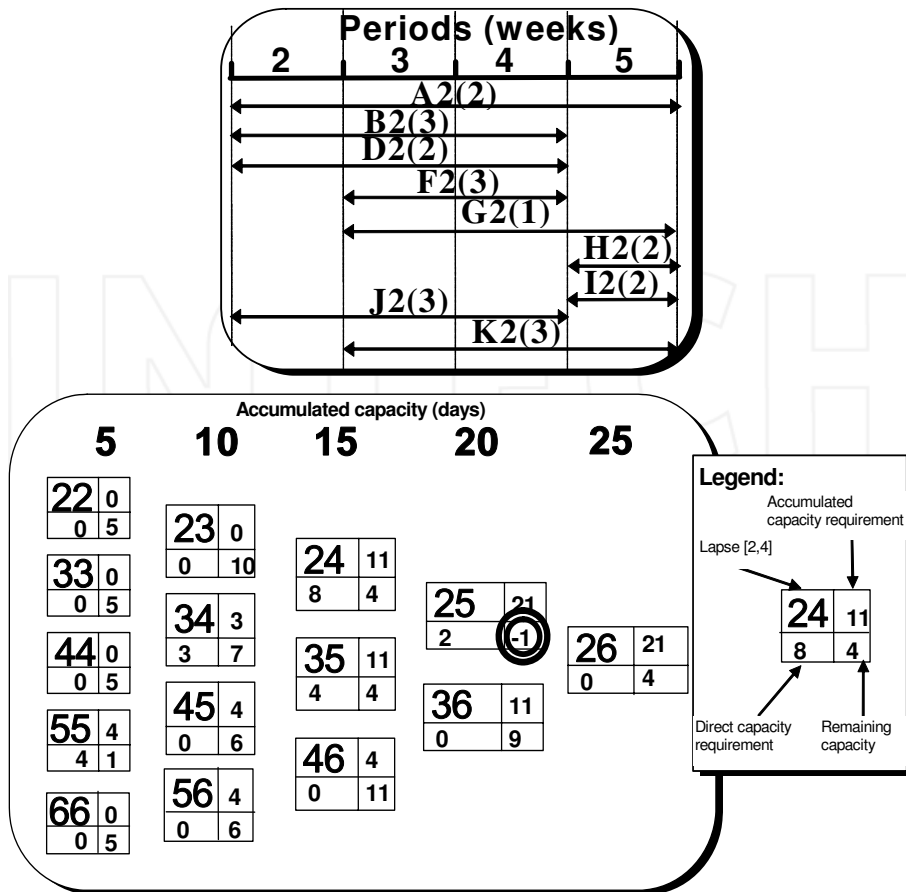 Periods (weeks)
2 3 4 5
A2(2)
B2(3)
D2(2)
F2(3)
G2(1)
H2(2)
I2(2)
J2(3)
K2(3)
INTECH
Accumulated capacity (days)
5 10 15 20 25
22 0
0 5
33 0
0 5
44 0
0 5
55 4
4 1
66 0
0 5
23 0
0 10
34 3
3 7
45 4
0 6
56 4
0 6
24 11
8 4
35 11
4 4
46 4
0 11
25 21
2 -1
36 11
0 9
26 21
0 4
Legend:
Accumulated
capacity requirement
Lapse [2,4]
24 11
8 4
Direct capacity
requirement
Remaining
capacity